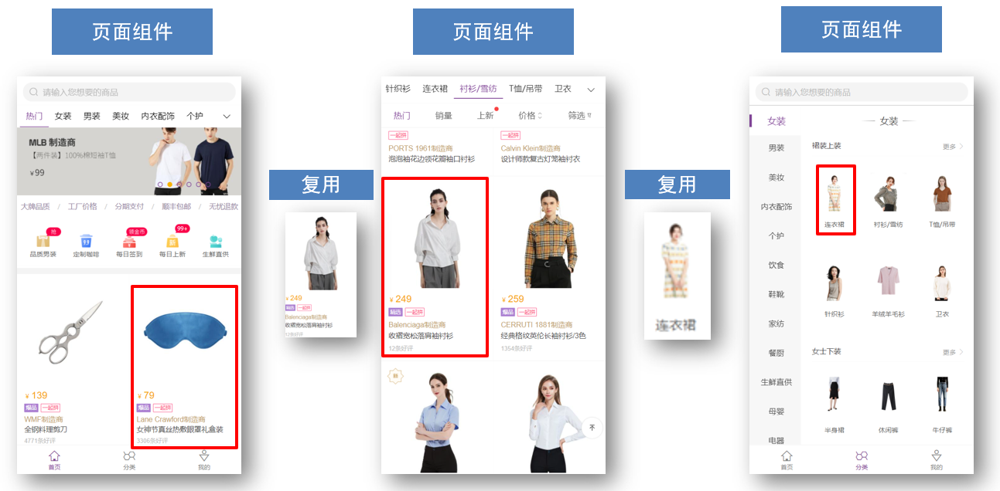 页面组件
请输入您想要的商品
热门 女装 男装 美妆 内衣配饰 个护
MLB 制造商
【两件装】100%棉短袖T恤
¥99
大牌品质 / 工厂价格 / 分期支付 / 顺丰包邮 / 无忧退款
抢 领金币 99+
新
品质男装 定制咖啡 每日签到 每日上新 生鲜直供
¥139 ¥79
爆品 一起拼 爆品 一起拼
WMF制造商 Lane Crawford制造商
全钢料理剪刀 女神节真丝热敷眼罩礼盒装
4771条好评 3306条好评
首页 分类 我的
复用
¥249
精选 一起拼
Balenciaga制造商
收褶宽松落肩袖衬衫
12条好评
页面组件
针织衫 连衣裙 衬衫/雪纺 T恤/吊带 卫衣
热门 销量 上新 价格 筛选
一起拼 一起拼
PORTS 1961制造商 Calvin Klein制造商
泡泡袖花边领花瓣袖口衬衫 设计师款复古灯笼袖衬衣
¥249 ¥259
精选 一起拼 爆品 一起拼
Balenciaga制造商 CERRUTI 1881制造商
收褶宽松落肩袖衬衫 经典格纹英伦长袖衬衫/3色
12条好评 1354条好评
复用
连衣裙
页面组件
请输入您想要的商品
女装
男装
美妆
内衣配饰
个护
饮食
鞋靴
家纺
餐厨
生鲜直供
母婴
电器
女装
裙装上装 更多
连衣裙 衬衫/雪纺 T恤/吊带
针织衫 羊绒羊毛衫 卫衣
女士下装 更多
半身裙 休闲裤 牛仔裤
首页 分类 我的